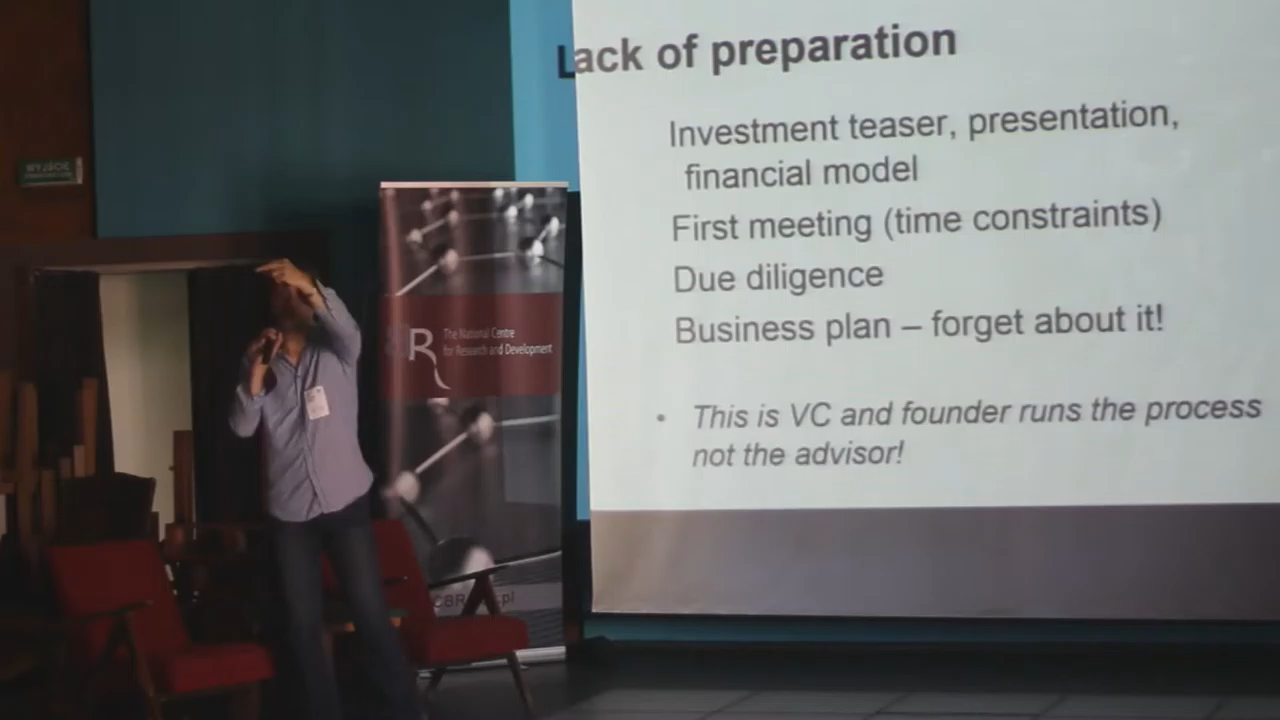 Lack of preparation
Investment teaser, presentation,
financial model
First meeting (time constraints)
Due diligence
Business plan – forget about it!
• This is VC and founder runs the process
not the advisor!
WYJŚCIE
R
The National Centre
for Research and Development